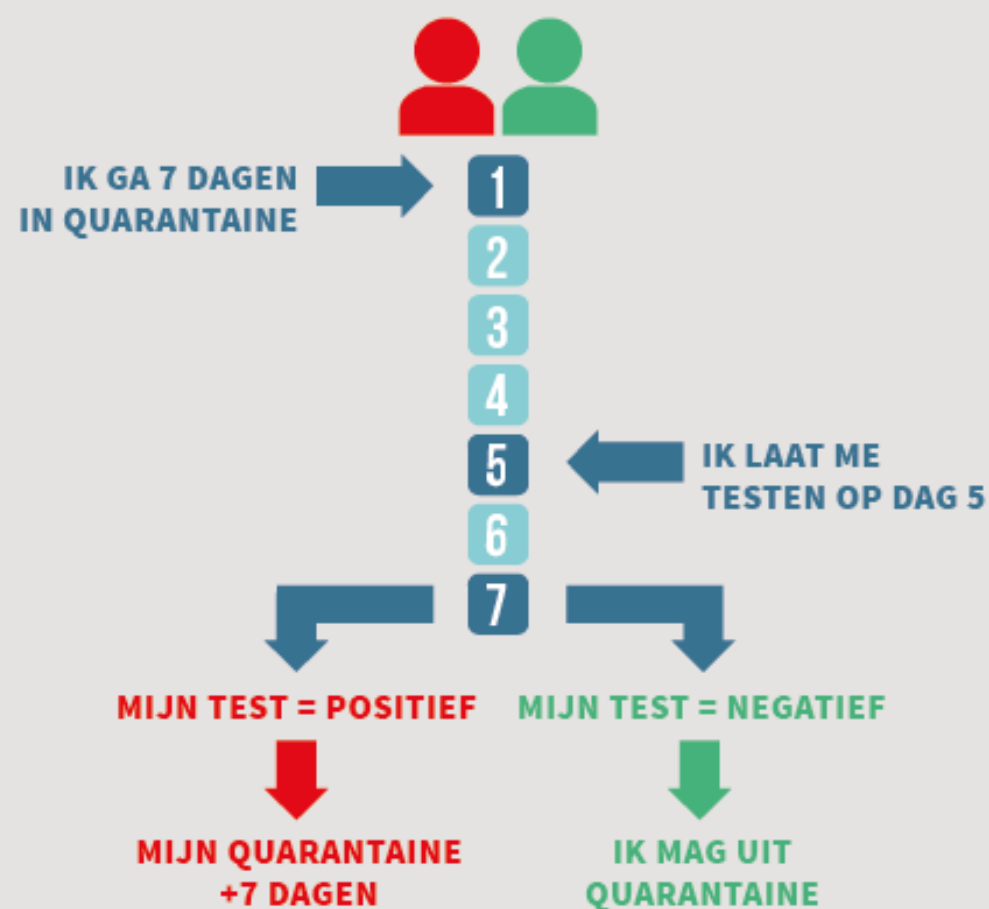 IK GA 7 DAGEN
IN QUARANTAINE
1
2
3
4
5
IK LAAT ME
TESTEN OP DAG 5
6
7
MIJN TEST = POSITIEF
MIJN TEST = NEGATIEF
MIJN QUARANTAINE
+7 DAGEN
IK MAG UIT
QUARANTAINE